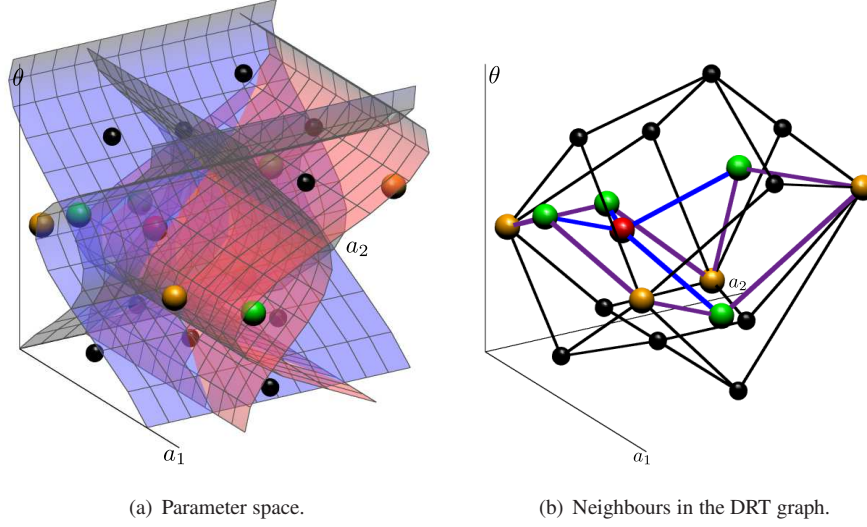 θ
a₂
a₁
θ
a₂
a₁
(a) Parameter space.
(b) Neighbours in the DRT graph.